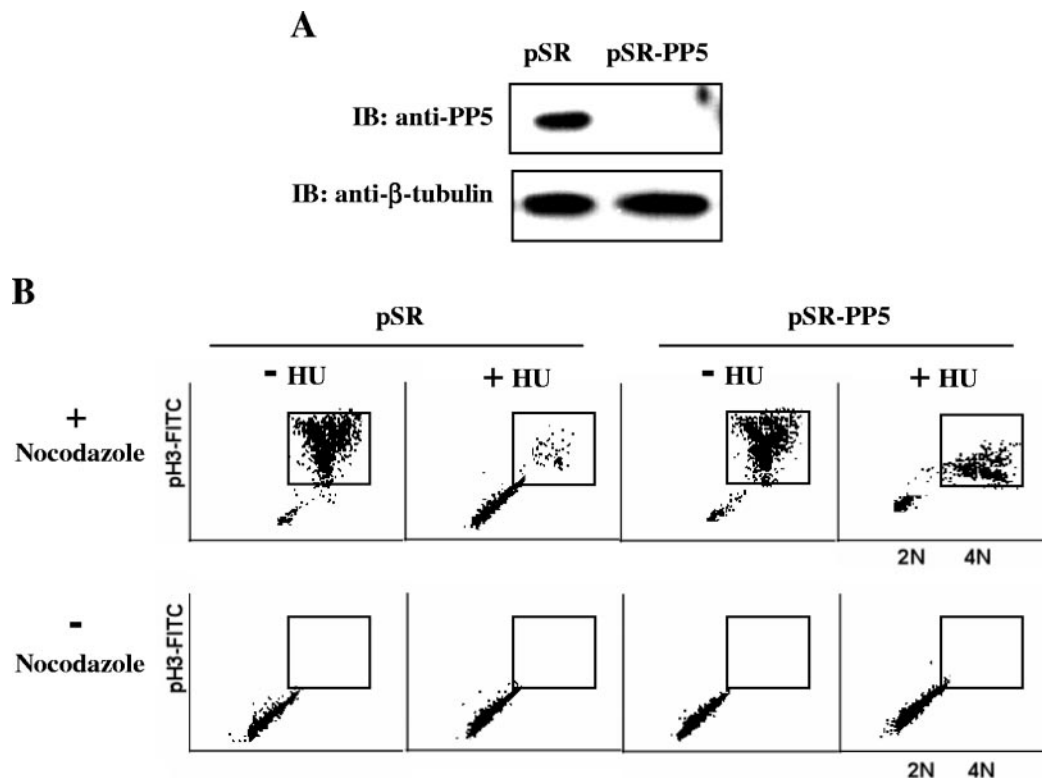 A
pSR pSR-PP5
IB: anti-PP5
IB: anti-β-tubulin
B
pSR pSR-PP5
- HU + HU - HU + HU
+
Nocodazole
pH3-FITC
2N 4N
-
Nocodazole
pH3-FITC
2N 4N